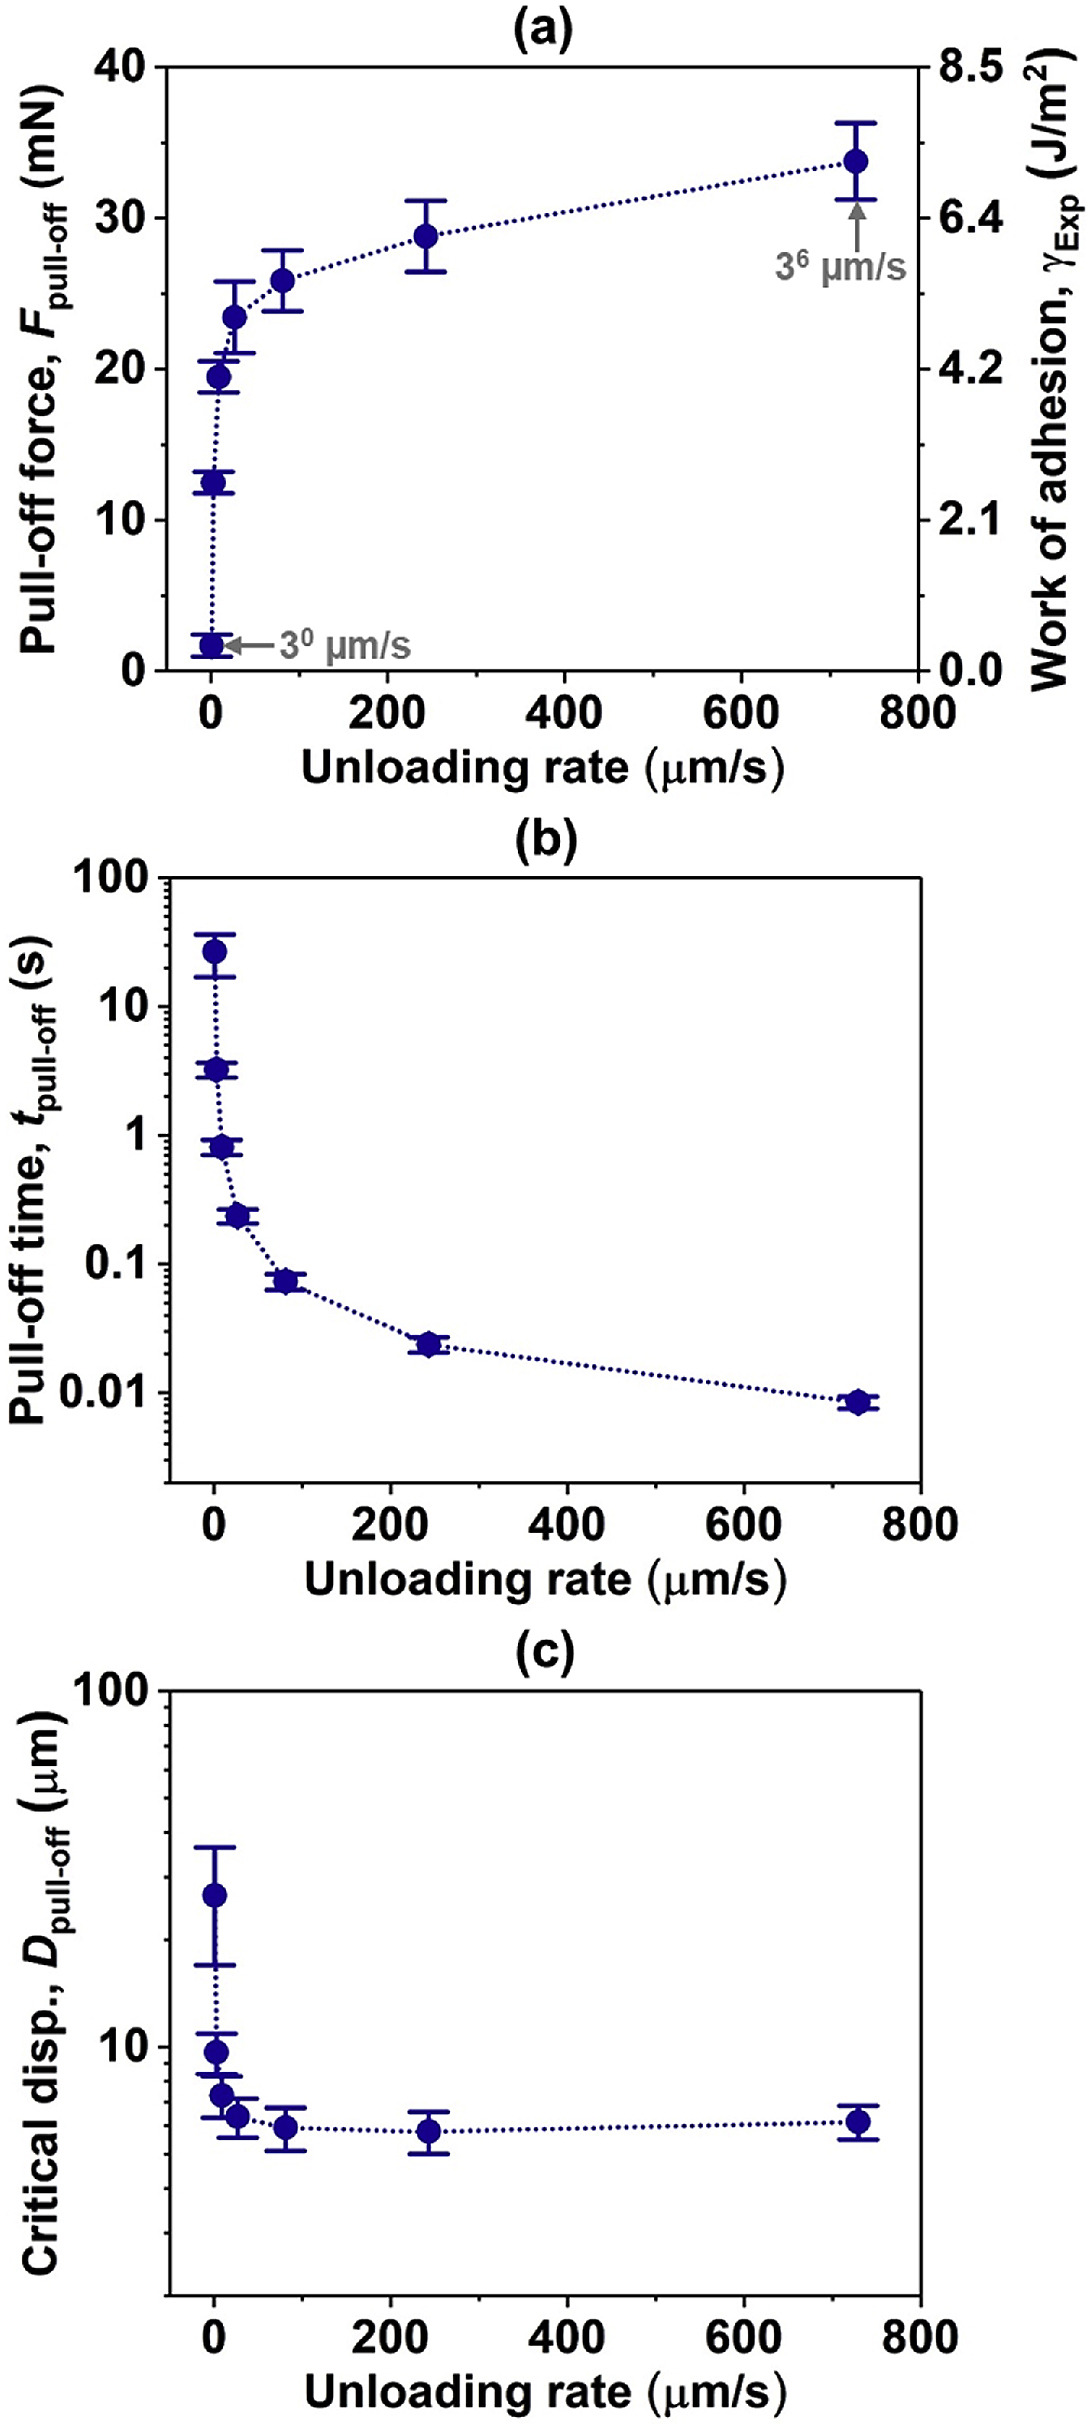 (a)
Pull-off force, Fpull-off (mN)
40
30
20
10
0
8.5
6.4
4.2
2.1
0.0
Work of adhesion, γExp (J/m²)
3⁶ μm/s
3⁰ μm/s
0 200 400 600 800
Unloading rate (μm/s)
(b)
Pull-off time, tpull-off (s)
100
10
1
0.1
0.01
0 200 400 600 800
Unloading rate (μm/s)
(c)
Critical disp., Dpull-off (μm)
100
10
0 200 400 600 800
Unloading rate (μm/s)